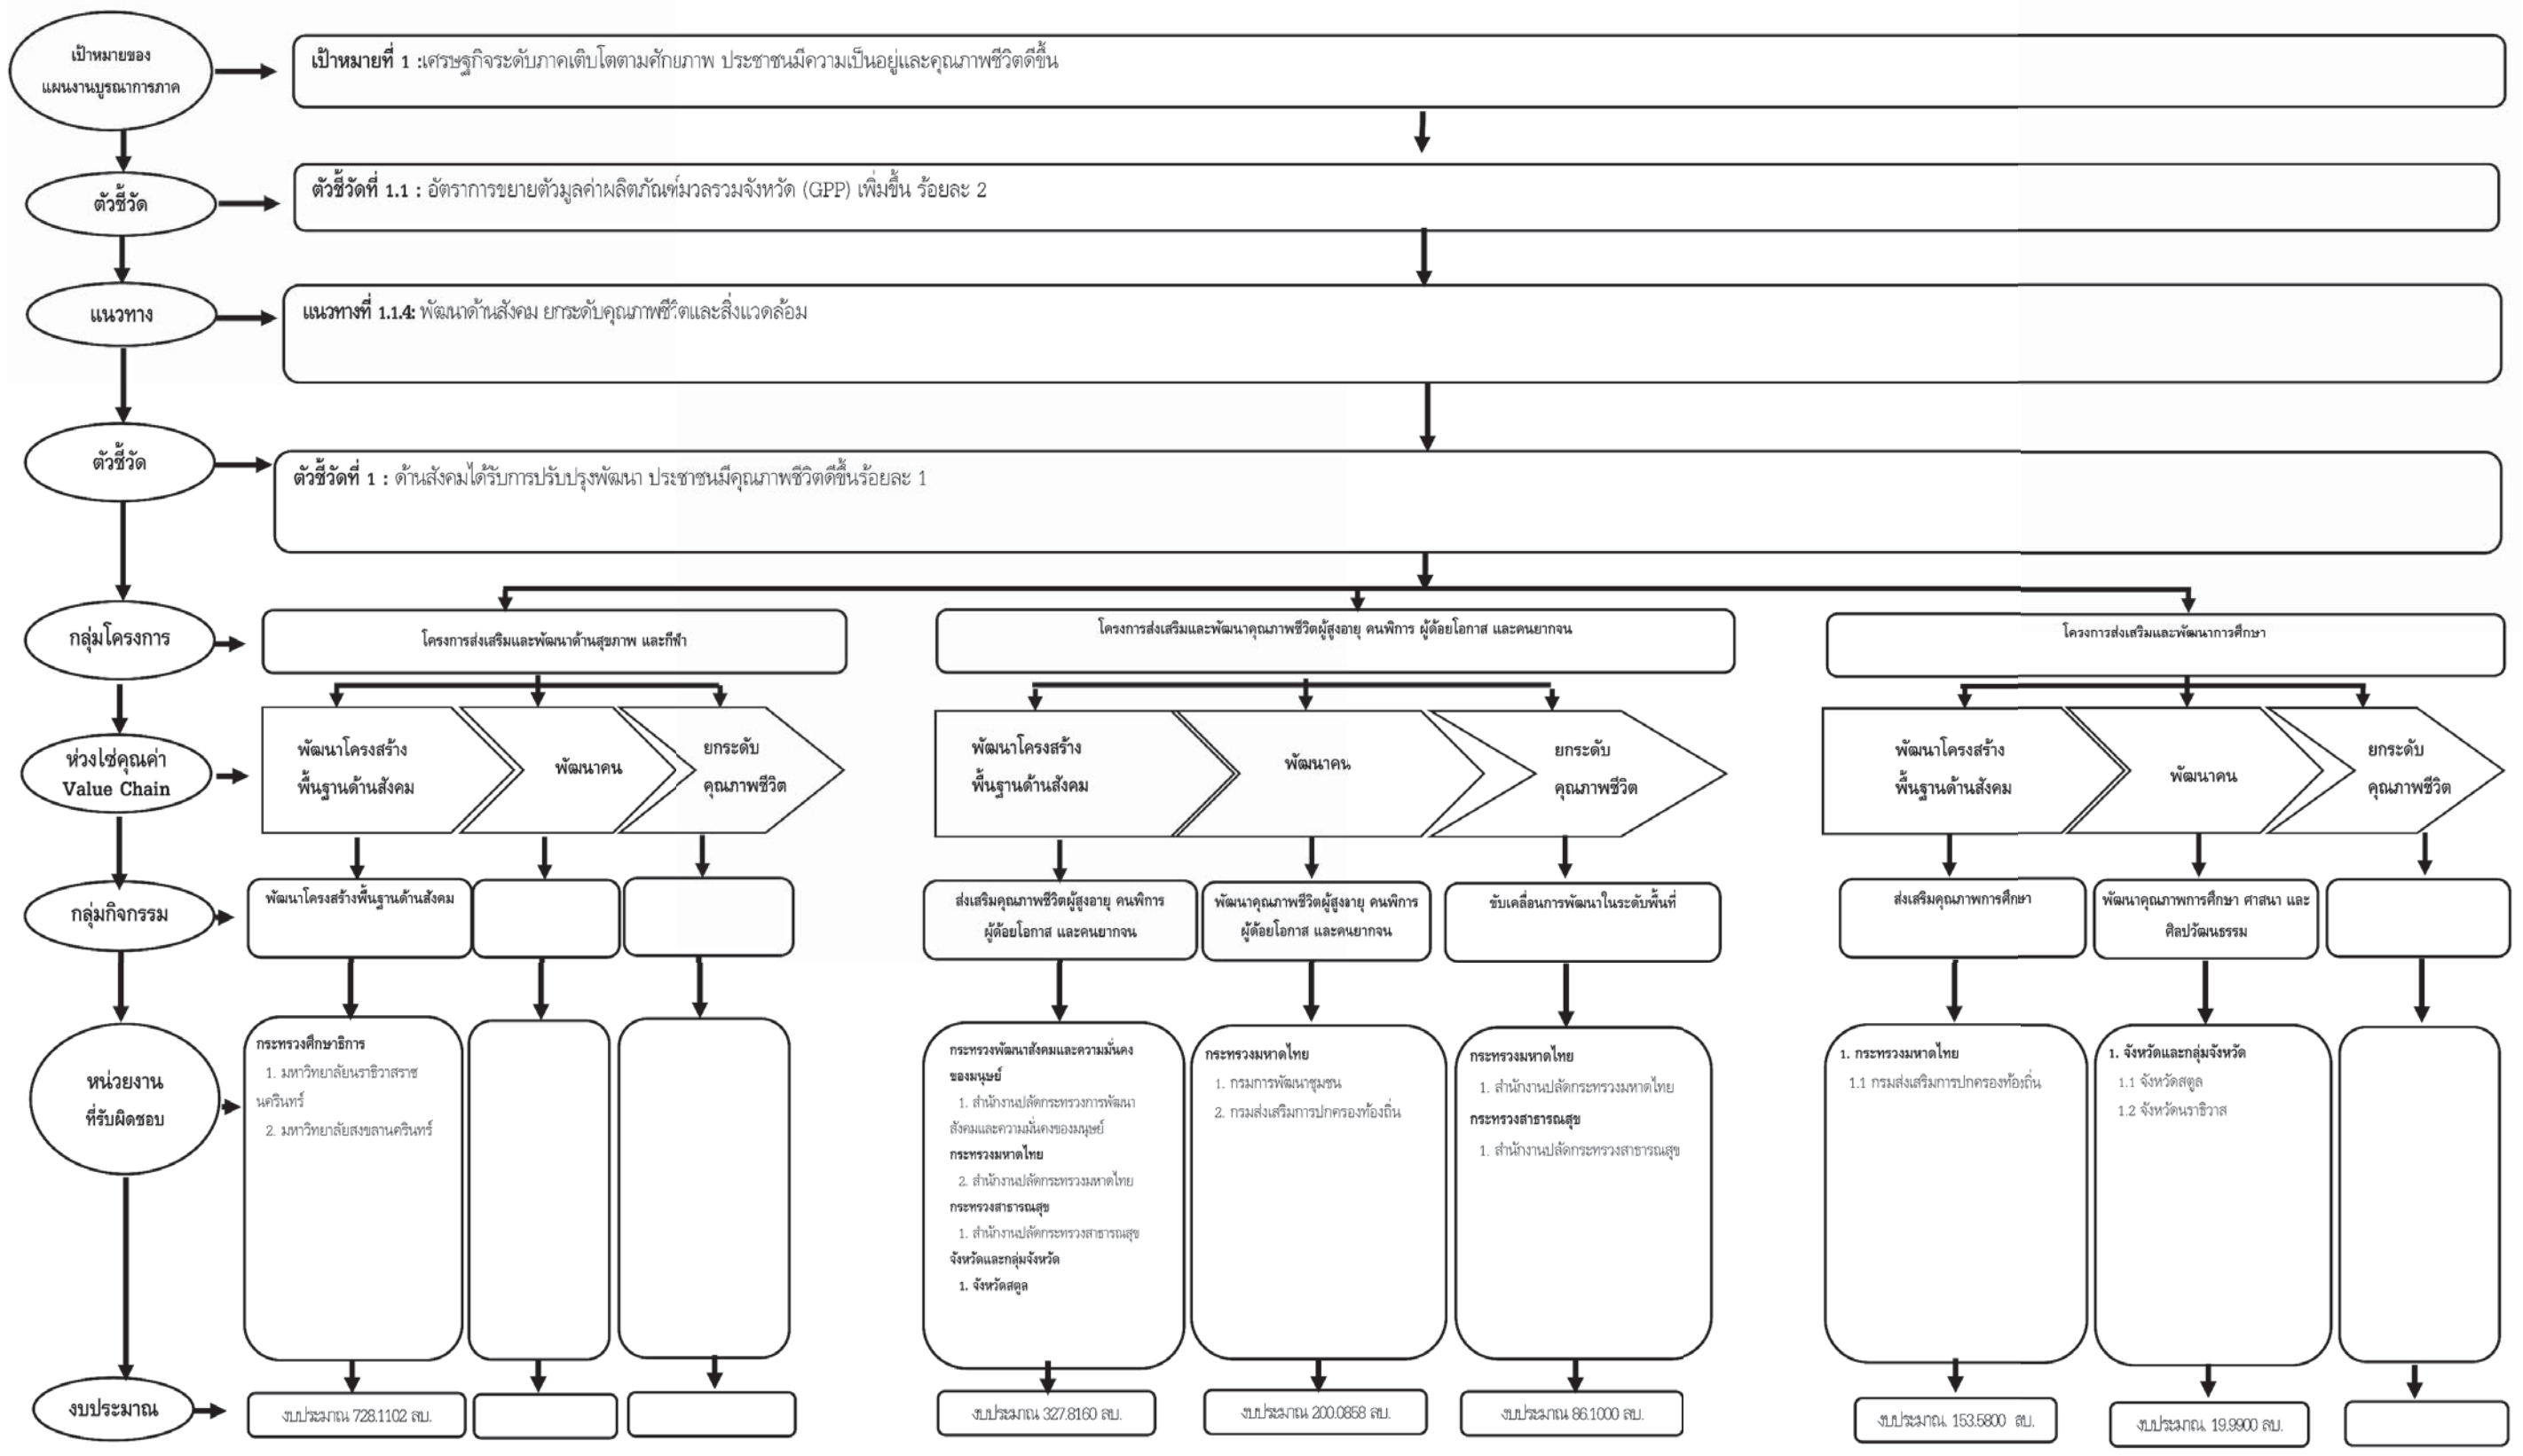 เป้าหมายของ
แผนงานบูรณาการภาค
เป้าหมายที่ 1 :เศรษฐกิจระดับภาคเติบโตตามศักยภาพ ประชาชนมีความเป็นอยู่และคุณภาพชีวิตดีขึ้น
ตัวชี้วัด
ตัวชี้วัดที่ 1.1 : อัตราการขยายตัวมูลค่าผลิตภัณฑ์มวลรวมจังหวัด (GPP) เพิ่มขึ้น ร้อยละ 2
แนวทาง
แนวทางที่ 1.1.4: พัฒนาด้านสังคม ยกระดับคุณภาพชีวิตและสิ่งแวดล้อม
ตัวชี้วัด
ตัวชี้วัดที่ 1 : ด้านสังคมได้รับการปรับปรุงพัฒนา ประชาชนมีคุณภาพชีวิตดีขึ้นร้อยละ 1
กลุ่มโครงการ
โครงการส่งเสริมและพัฒนาด้านสุขภาพ และกีฬา
โครงการส่งเสริมและพัฒนาคุณภาพชีวิตผู้สูงอายุ คนพิการ ผู้ด้อยโอกาส และคนยากจน
โครงการส่งเสริมและพัฒนาการศึกษา
ห่วงโซ่คุณค่า
Value Chain
พัฒนาโครงสร้าง
พื้นฐานด้านสังคม
พัฒนาคน
ยกระดับ
คุณภาพชีวิต
พัฒนาโครงสร้าง
พื้นฐานด้านสังคม
พัฒนาคน
ยกระดับ
คุณภาพชีวิต
พัฒนาโครงสร้าง
พื้นฐานด้านสังคม
พัฒนาคน
ยกระดับ
คุณภาพชีวิต
กลุ่มกิจกรรม
พัฒนาโครงสร้างพื้นฐานด้านสังคม
ส่งเสริมคุณภาพชีวิตผู้สูงอายุ คนพิการ
ผู้ด้อยโอกาส และคนยากจน
พัฒนาคุณภาพชีวิตผู้สูงอายุ คนพิการ
ผู้ด้อยโอกาส และคนยากจน
ขับเคลื่อนการพัฒนาในระดับพื้นที่
ส่งเสริมคุณภาพการศึกษา
พัฒนาคุณภาพการศึกษา ศาสนา และ
ศิลปวัฒนธรรม
หน่วยงาน
ที่รับผิดชอบ
กระทรวงศึกษาธิการ
1. มหาวิทยาลัยนราธิวาสราช
นครินทร์
2. มหาวิทยาลัยสงขลานครินทร์
กระทรวงพัฒนาสังคมและความมั่นคง
ของมนุษย์
1. สำนักงานปลัดกระทรวงการพัฒนา
สังคมและความมั่นคงของมนุษย์
กระทรวงมหาดไทย
2. สำนักงานปลัดกระทรวงมหาดไทย
กระทรวงสาธารณสุข
1. สำนักงานปลัดกระทรวงสาธารณสุข
จังหวัดและกลุ่มจังหวัด
1. จังหวัดสตูล
กระทรวงมหาดไทย
1. กรมการพัฒนาชุมชน
2. กรมส่งเสริมการปกครองท้องถิ่น
กระทรวงมหาดไทย
1. สำนักงานปลัดกระทรวงมหาดไทย
กระทรวงสาธารณสุข
1. สำนักงานปลัดกระทรวงสาธารณสุข
1. กระทรวงมหาดไทย
1.1 กรมส่งเสริมการปกครองท้องถิ่น
1. จังหวัดและกลุ่มจังหวัด
1.1 จังหวัดสตูล
1.2 จังหวัดนราธิวาส
งบประมาณ
งบประมาณ 728.1102 ลบ.
งบประมาณ 327.8160 ลบ.
งบประมาณ 200.0858 ลบ.
งบประมาณ 86.1000 ลบ.
งบประมาณ. 153.5800 ลบ.
งบประมาณ. 19.9900 ลบ.